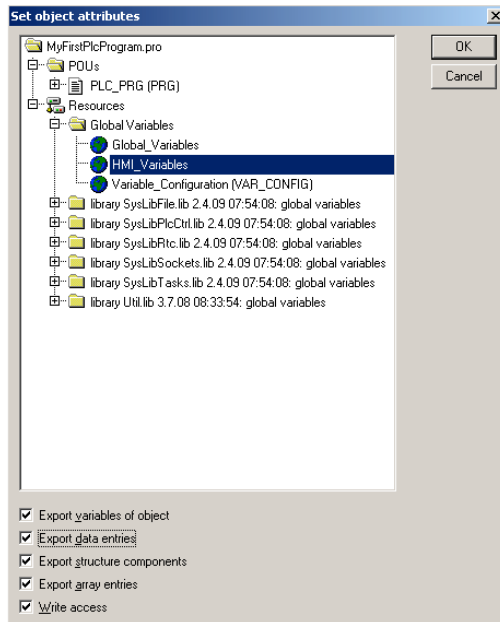 Set object attributes
MyFirstPlcProgram.pro
OK
POUs
Cancel
PLC_PRG (PRG)
Resources
Global Variables
Global_Variables
HMI_Variables
Variable_Configuration (VAR_CONFIG)
library SysLibFile.lib 2.4.09 07:54:08: global variables
library SysLibPlcCtrl.lib 2.4.09 07:54:08: global variables
library SysLibRtc.lib 2.4.09 07:54:08: global variables
library SysLibSockets.lib 2.4.09 07:54:08: global variables
library SysLibTasks.lib 2.4.09 07:54:08: global variables
library Util.lib 3.7.08 08:33:54: global variables
Export variables of object
Export data entries
Export structure components
Export array entries
Write access